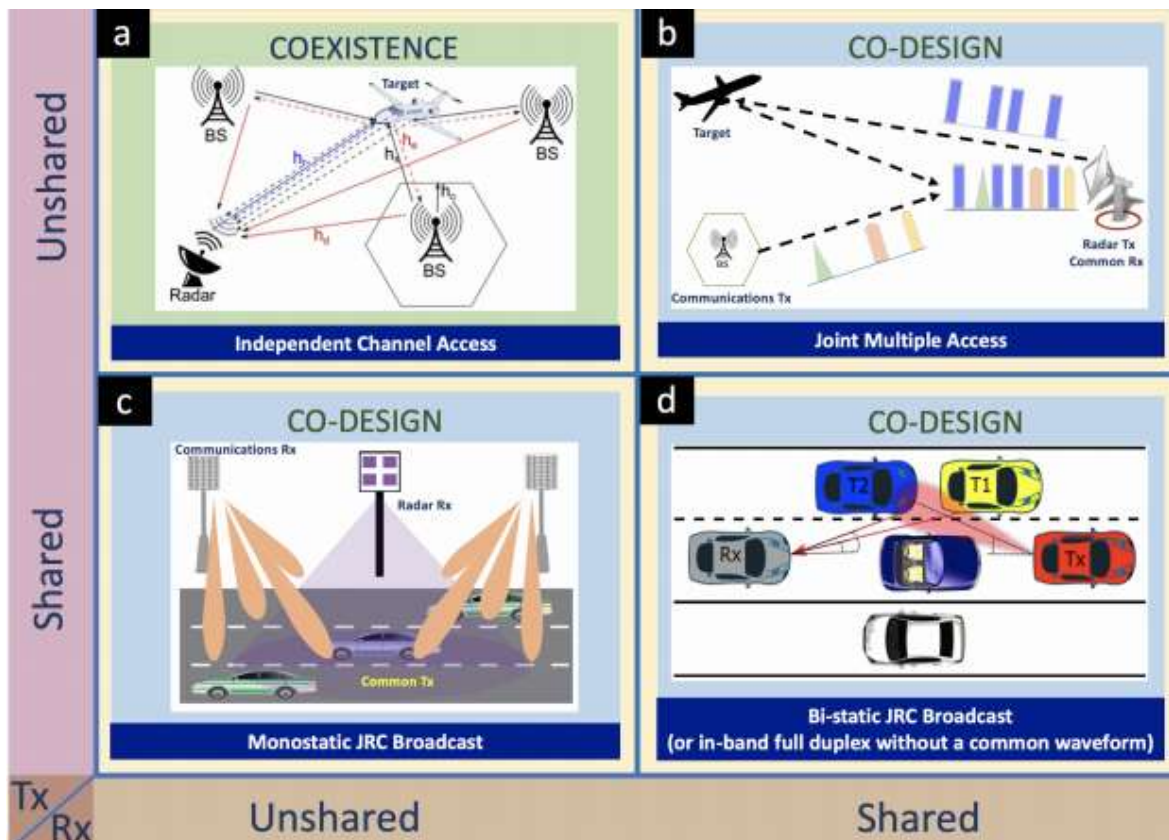 Unshared
Shared
Tx
Rx
Unshared
Shared
a
COEXISTENCE
Target
BS
BS
BS
Radar
Independent Channel Access
b
CO-DESIGN
Target
BS
Communications Tx
Radar Tx
Common Rx
Joint Multiple Access
c
CO-DESIGN
Communications Rx
Radar Rx
Common Tx
Monostatic JRC Broadcast
d
CO-DESIGN
T2
T1
Rx
Tx
Bi-static JRC Broadcast
(or in-band full duplex without a common waveform)